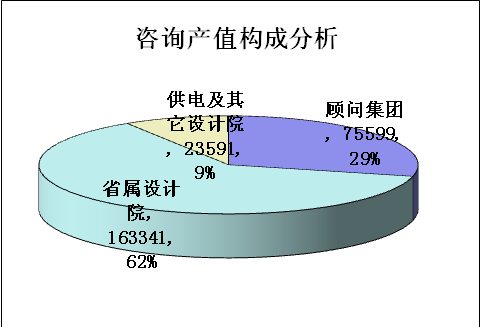 咨询产值构成分析
供电及其
它设计院
, 23591,
9%
顾问集团
, 75599,
29%
省属设计
院,
163341,
62%